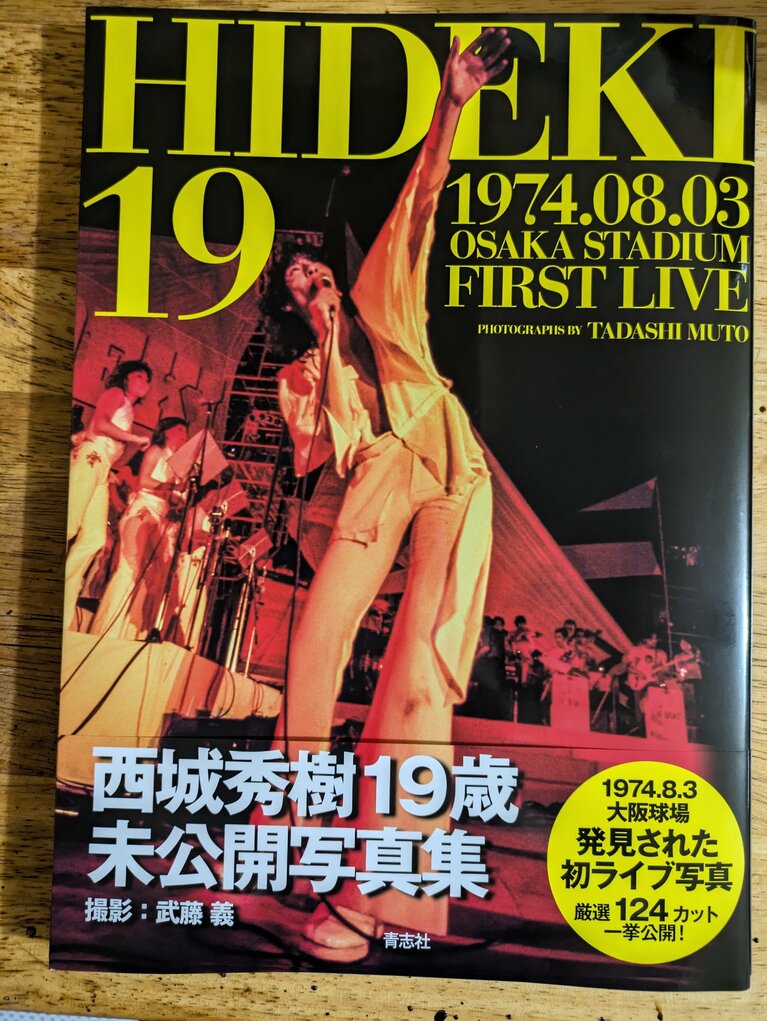 HIDEKI
19
1974.08.03
OSAKA STADIUM
FIRST LIVE
PHOTOGRAPHS BY TADASHI MUTO
西城秀樹19歳
未公開写真集
撮影：武藤 義
青志社
1974.8.3
大阪球場
発見された
初ライブ写真
厳選 124 カット
一挙公開！